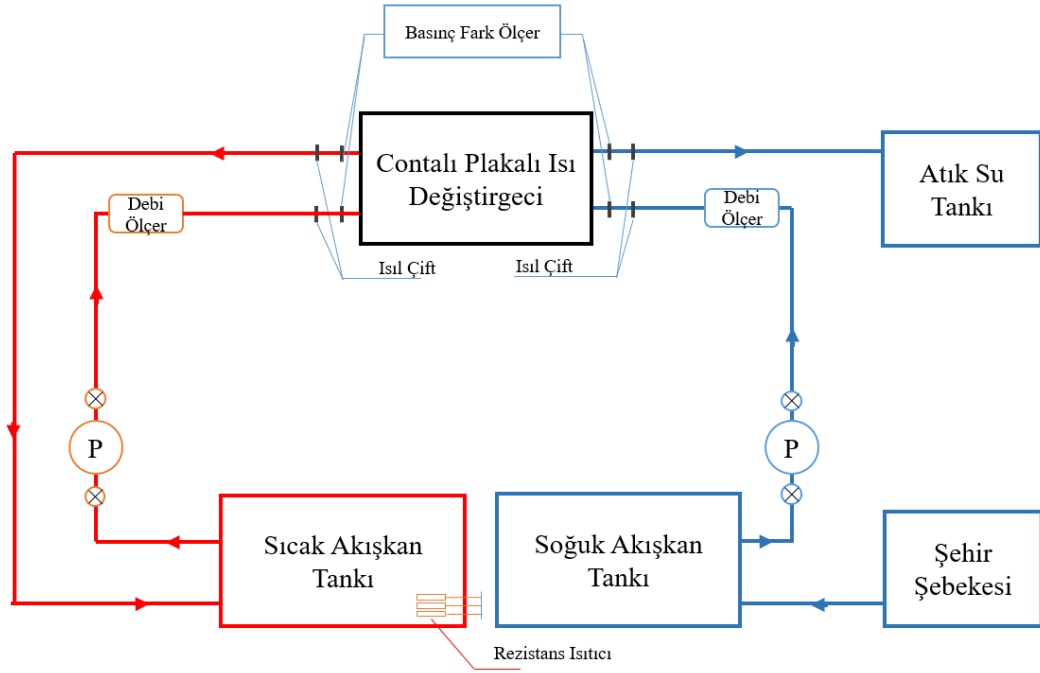 Basınç Fark Ölçer
Contalı Plakalı Isı
Değiştirgeci
Atık Su
Tankı
Debi
Ölçer
Debi
Ölçer
Isıl Çift
Isıl Çift
P
P
Sıcak Akışkan
Tankı
Soğuk Akışkan
Tankı
Şehir
Şebekesi
Rezistans Isıtıcı